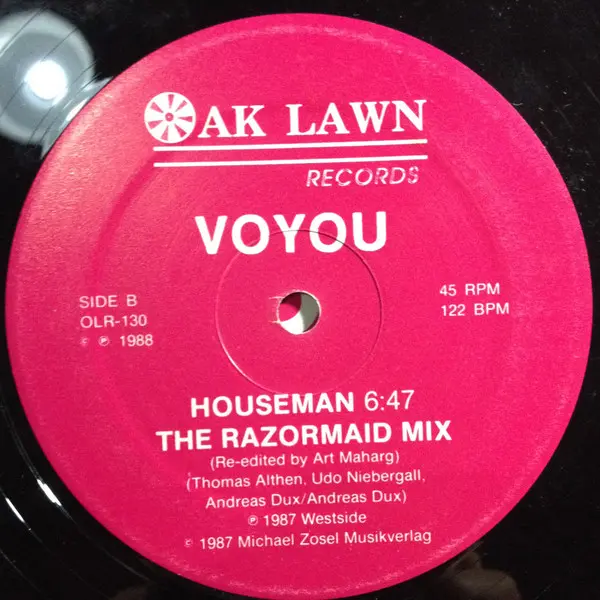 OAK LAWN
RECORDS
VOYOU
SIDE B
OLR-130
© ℗ 1988
45 RPM
122 BPM
HOUSEMAN 6:47
THE RAZORMAID MIX
(Re-edited by Art Maharg)
(Thomas Althen, Udo Niebergall,
Andreas Dux/Andreas Dux)
℗ 1987 Westside
© 1987 Michael Zosel Musikverlag